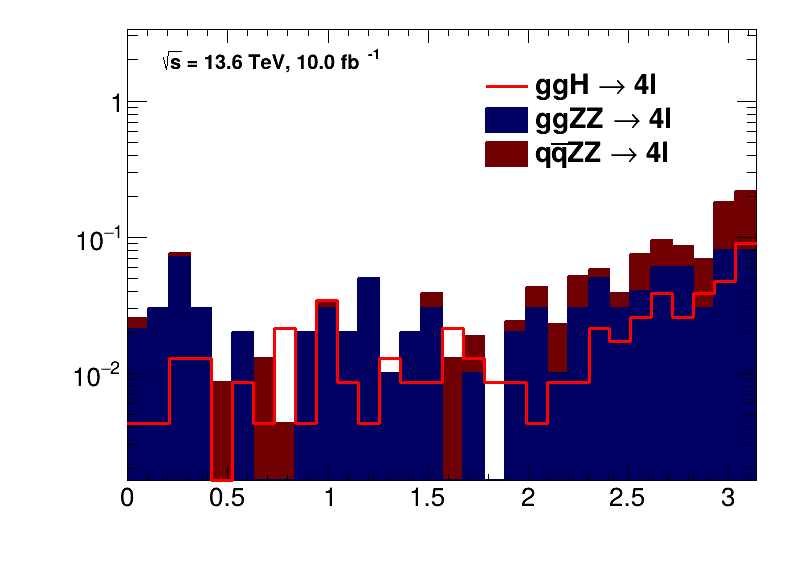 √s = 13.6 TeV, 10.0 fb⁻¹
ggH → 4l
ggZZ → 4l
qq̅ZZ → 4l
1
10⁻¹
10⁻²
0 0.5 1 1.5 2 2.5 3